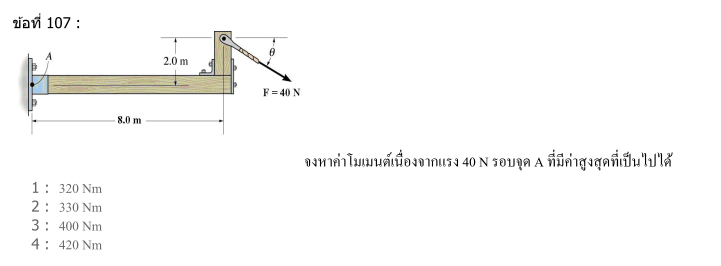 ข้อที่ 107 :
A
2.0 m
θ
F = 40 N
8.0 m
จงหาค่าโมเมนต์เนื่องจากแรง 40 N รอบจุด A ที่มีค่าสูงสุดที่เป็นไปได้
1 : 320 Nm
2 : 330 Nm
3 : 400 Nm
4 : 420 Nm